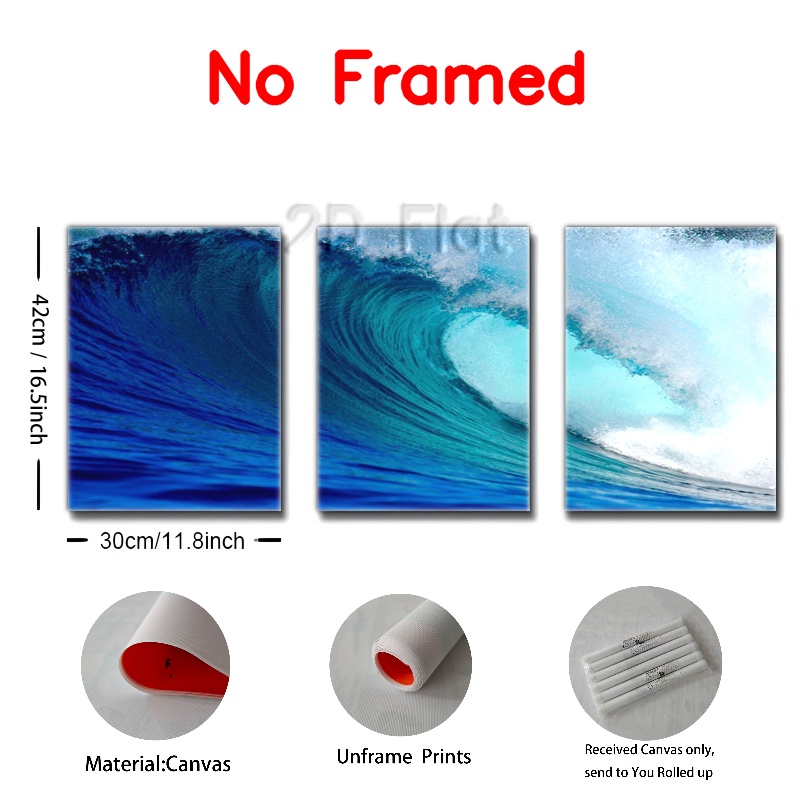 No Framed
2D Flat
42cm / 16.5inch
30cm/11.8inch
Material:Canvas
Unframe Prints
Received Canvas only,
send to You Rolled up